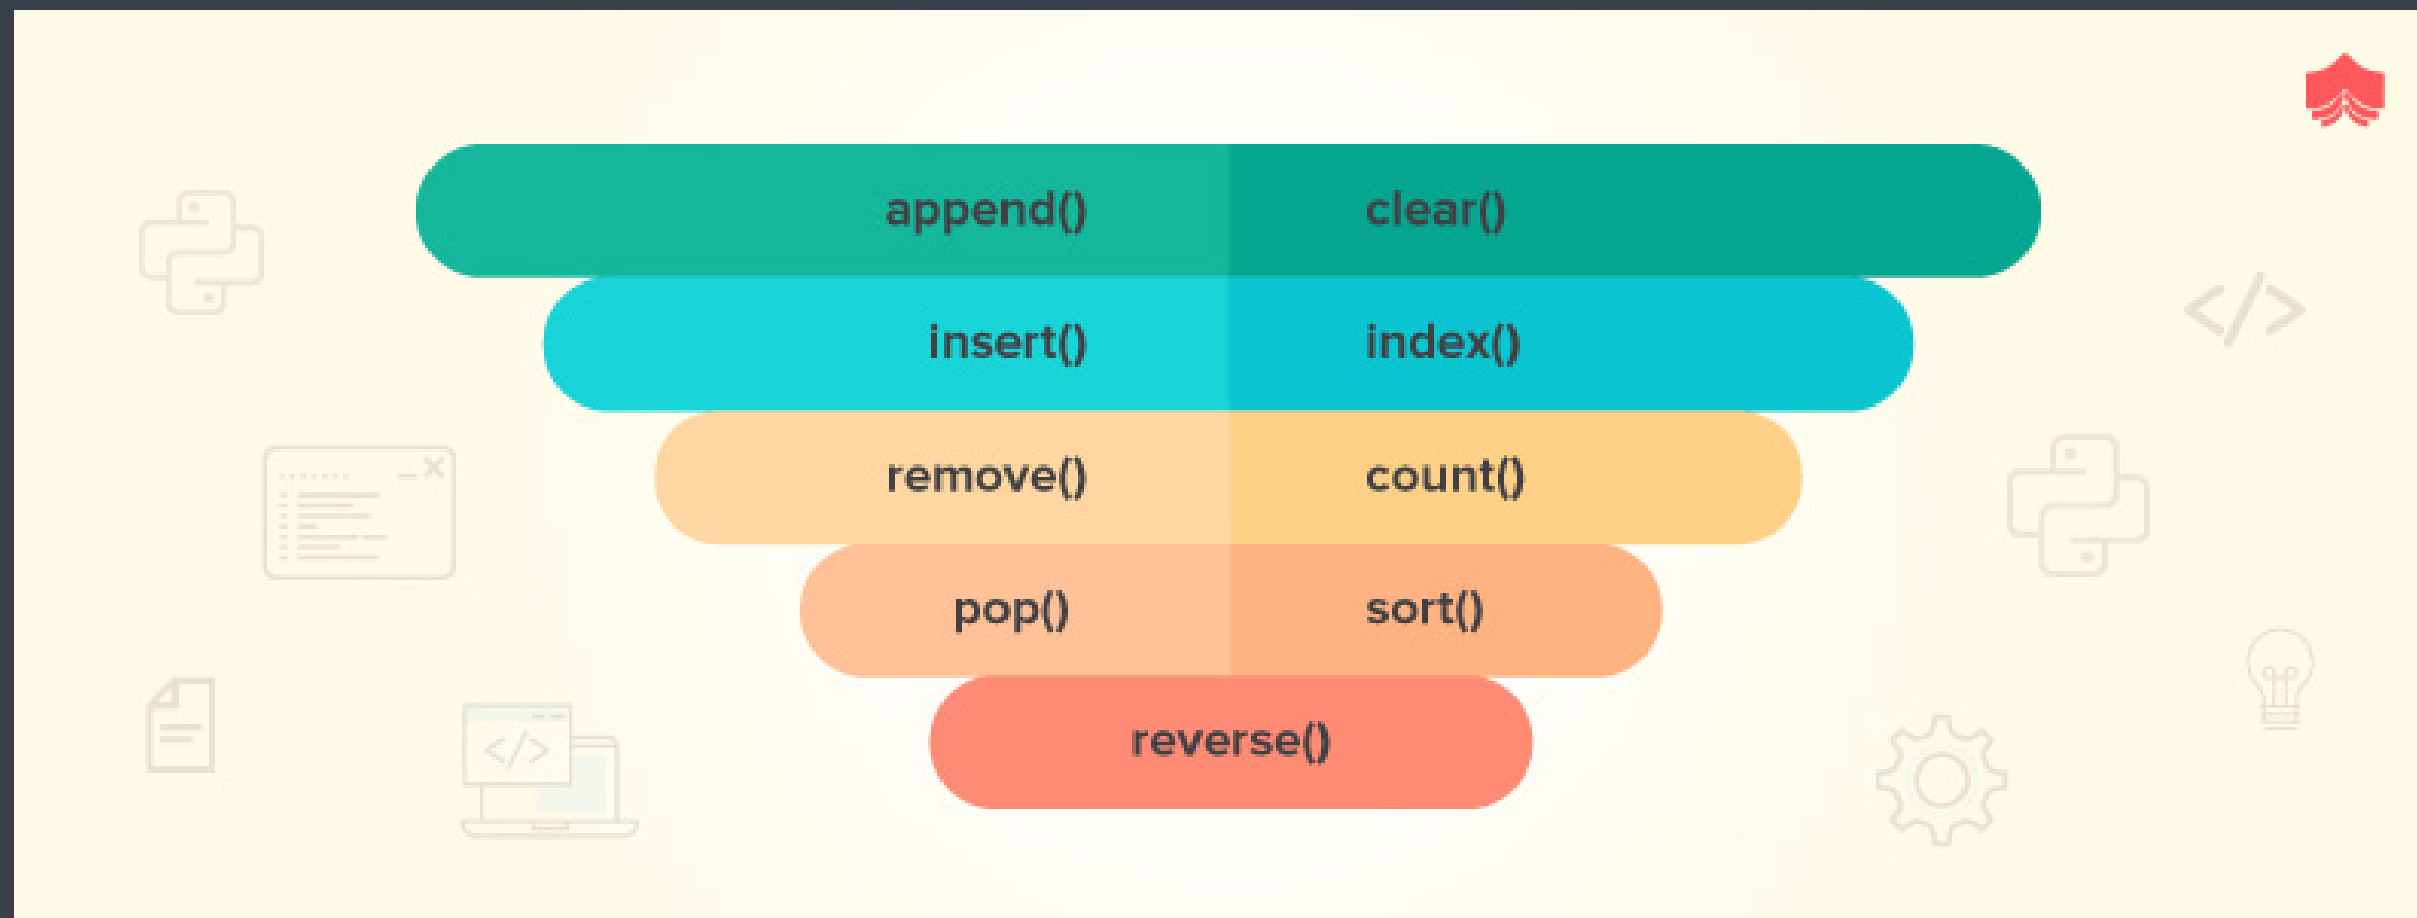 append() clear()
insert() index()
remove() count()
pop() sort()
reverse()
</>
</>